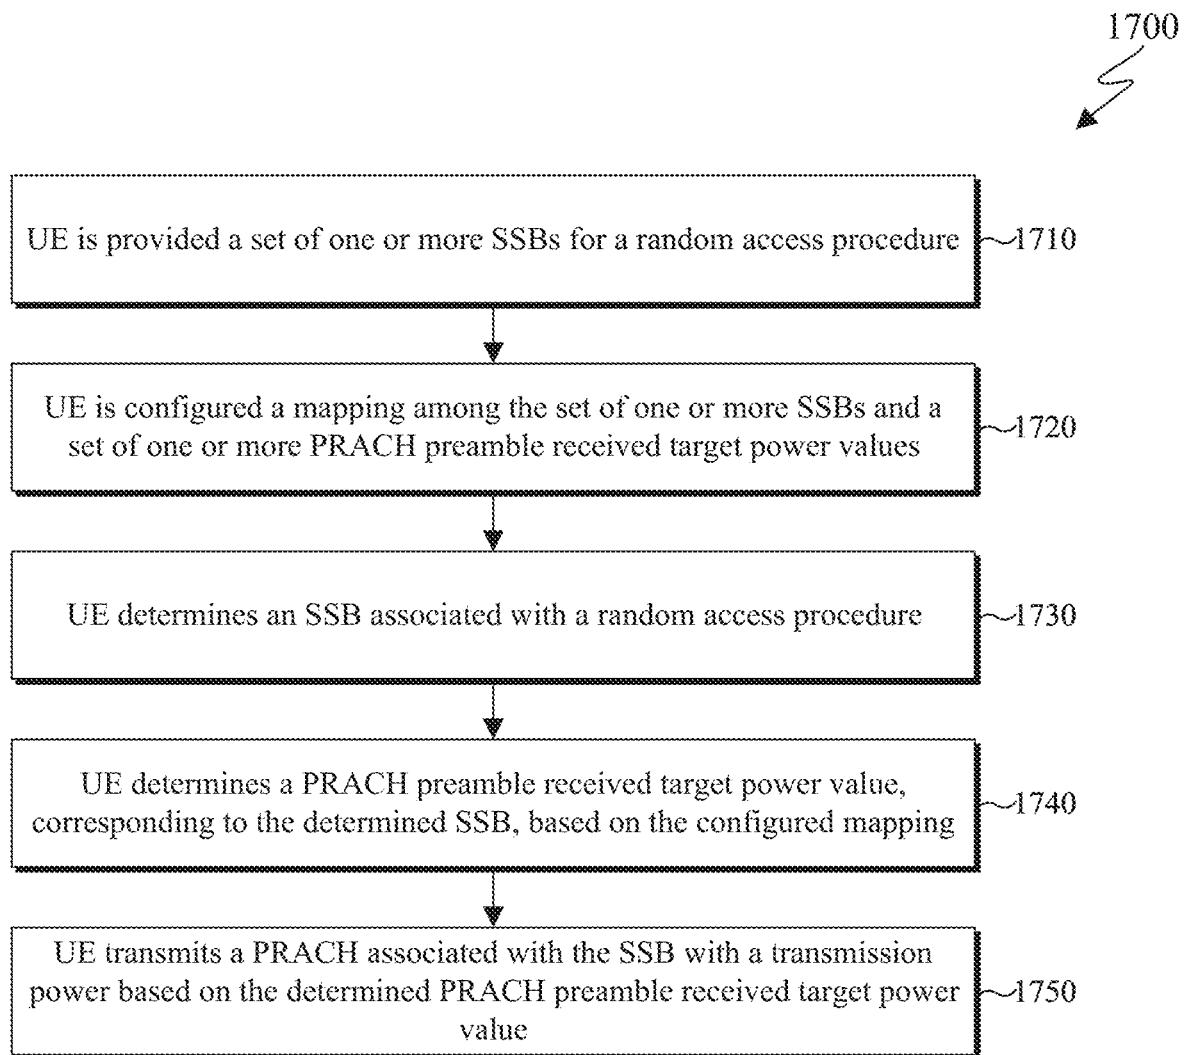 1700
UE is provided a set of one or more SSBs for a random access procedure
1710
UE is configured a mapping among the set of one or more SSBs and a
set of one or more PRACH preamble received target power values
1720
UE determines an SSB associated with a random access procedure
1730
UE determines a PRACH preamble received target power value,
corresponding to the determined SSB, based on the configured mapping
1740
UE transmits a PRACH associated with the SSB with a transmission
power based on the determined PRACH preamble received target power
value
1750